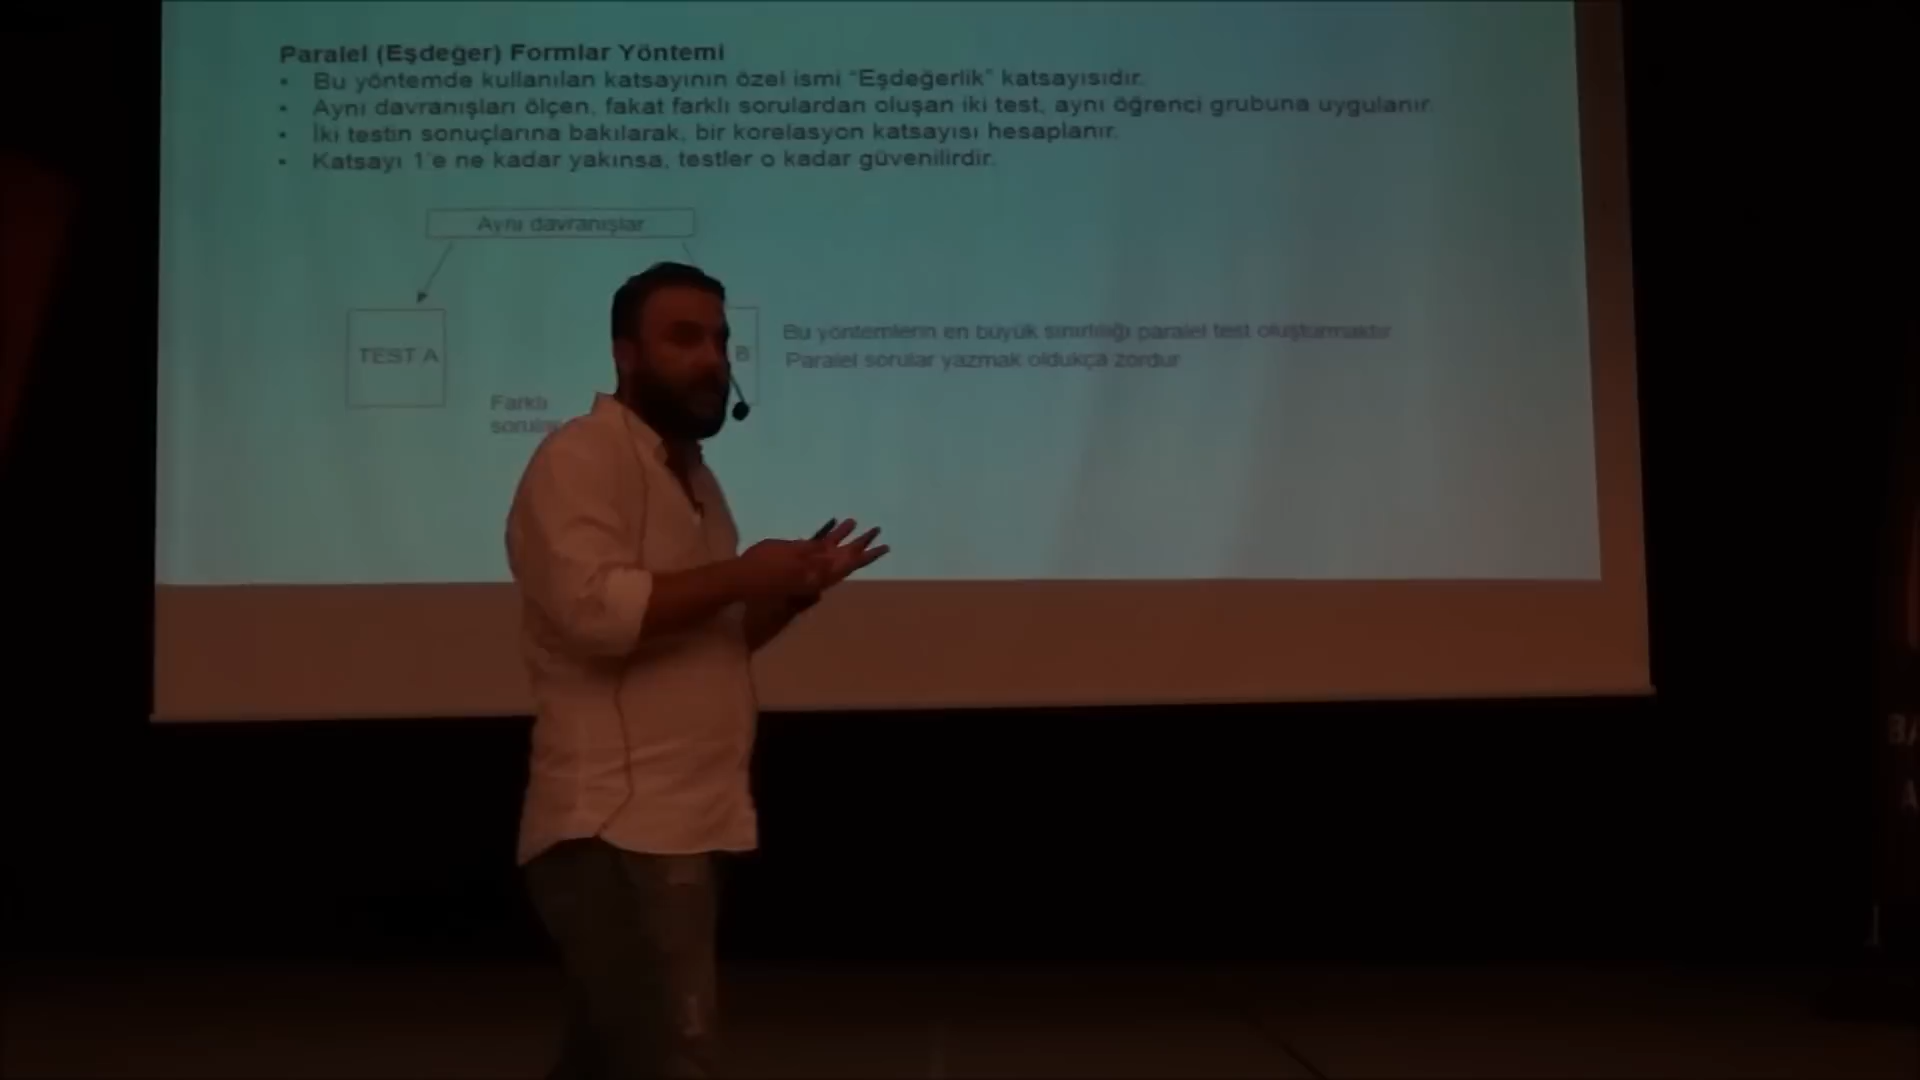 Paralel (Eşdeğer) Formlar Yöntemi
• Bu yöntemde kullanılan katsayının özel ismi "Eşdeğerlik" katsayısıdır.
• Aynı davranışları ölçen, fakat farklı sorulardan oluşan iki test, aynı öğrenci grubuna uygulanır.
• İki testin sonuçlarına bakılarak, bir korelasyon katsayısı hesaplanır.
• Katsayı 1'e ne kadar yakınsa, testler o kadar güvenilirdir.
Aynı davranışlar
TEST A
B
Bu yöntemlerin en büyük sınırlılığı paralel test oluşturmaktır
Paralel sorular yazmak oldukça zordur
Farklı